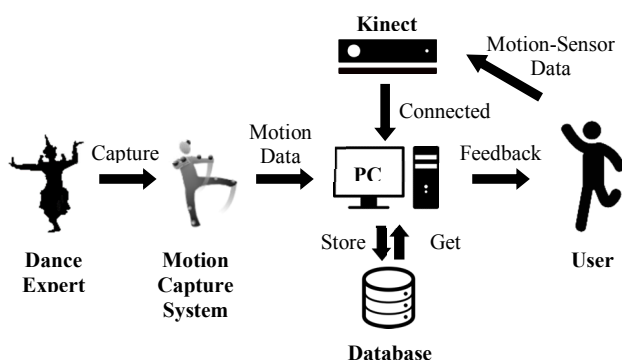 Kinect
Motion-Sensor
Data
Connected
Capture
Motion
Data
PC
Feedback
Store
Get
Dance
Expert
Motion
Capture
System
User
Database